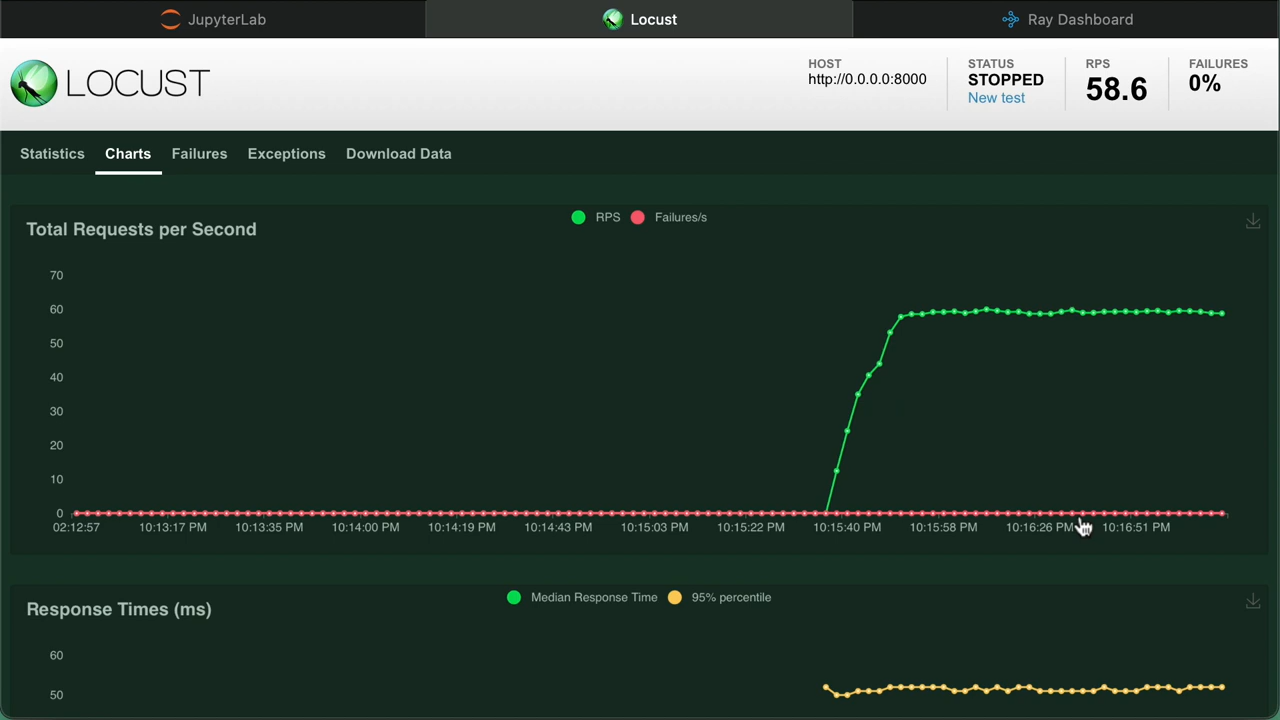 JupyterLab
Locust
Ray Dashboard
LOCUST
HOST
http://0.0.0.0:8000
STATUS
STOPPED
New test
RPS
58.6
FAILURES
0%
Statistics
Charts
Failures
Exceptions
Download Data
Total Requests per Second
RPS
Failures/s
70
60
50
40
30
20
10
0
02:12:57
10:13:17 PM
10:13:35 PM
10:14:00 PM
10:14:19 PM
10:14:43 PM
10:15:03 PM
10:15:22 PM
10:15:40 PM
10:15:58 PM
10:16:26 PM
10:16:51 PM
Response Times (ms)
Median Response Time
95% percentile
60
50